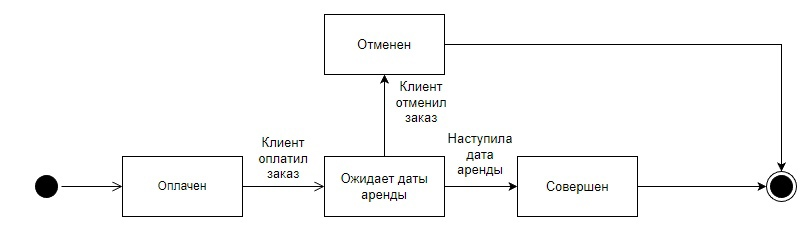 Отменен
Клиент
отменил
заказ
Клиент
оплатил
заказ
Наступила
дата
аренды
Оплачен
Ожидает даты
аренды
Совершен